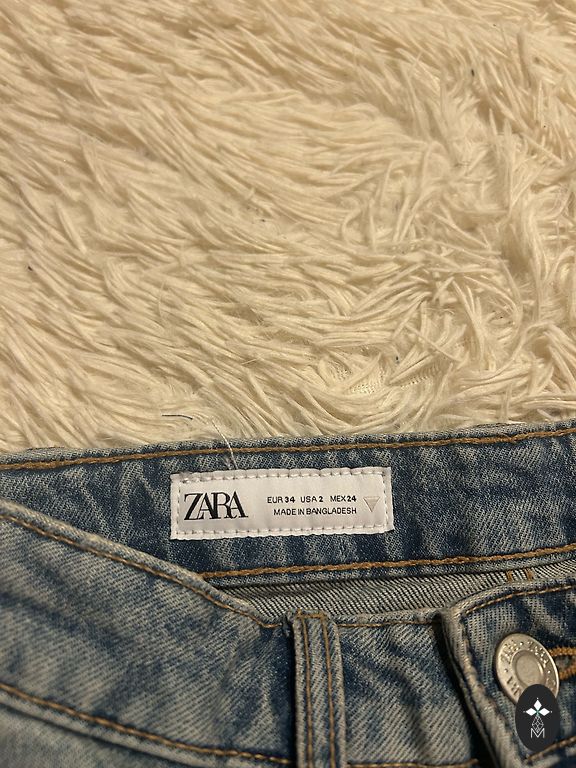 ZARA
EUR 34 USA 2 MEX 24
MADE IN BANGLADESH